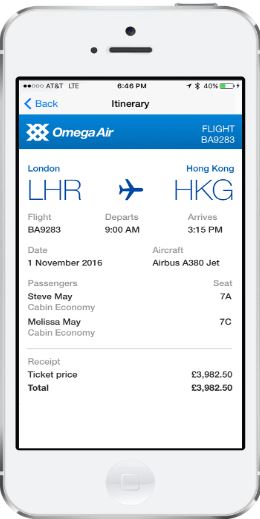 AT&T LTE 6:46 PM 40%
Back Itinerary
Omega Air FLIGHT
BA9283
London Hong Kong
LHR HKG
Flight Departs Arrives
BA9283 9:00 AM 3:15 PM
Date Aircraft
1 November 2016 Airbus A380 Jet
Passengers Seat
Steve May 7A
Cabin Economy
Melissa May 7C
Cabin Economy
Receipt
Ticket price £3,982.50
Total £3,982.50